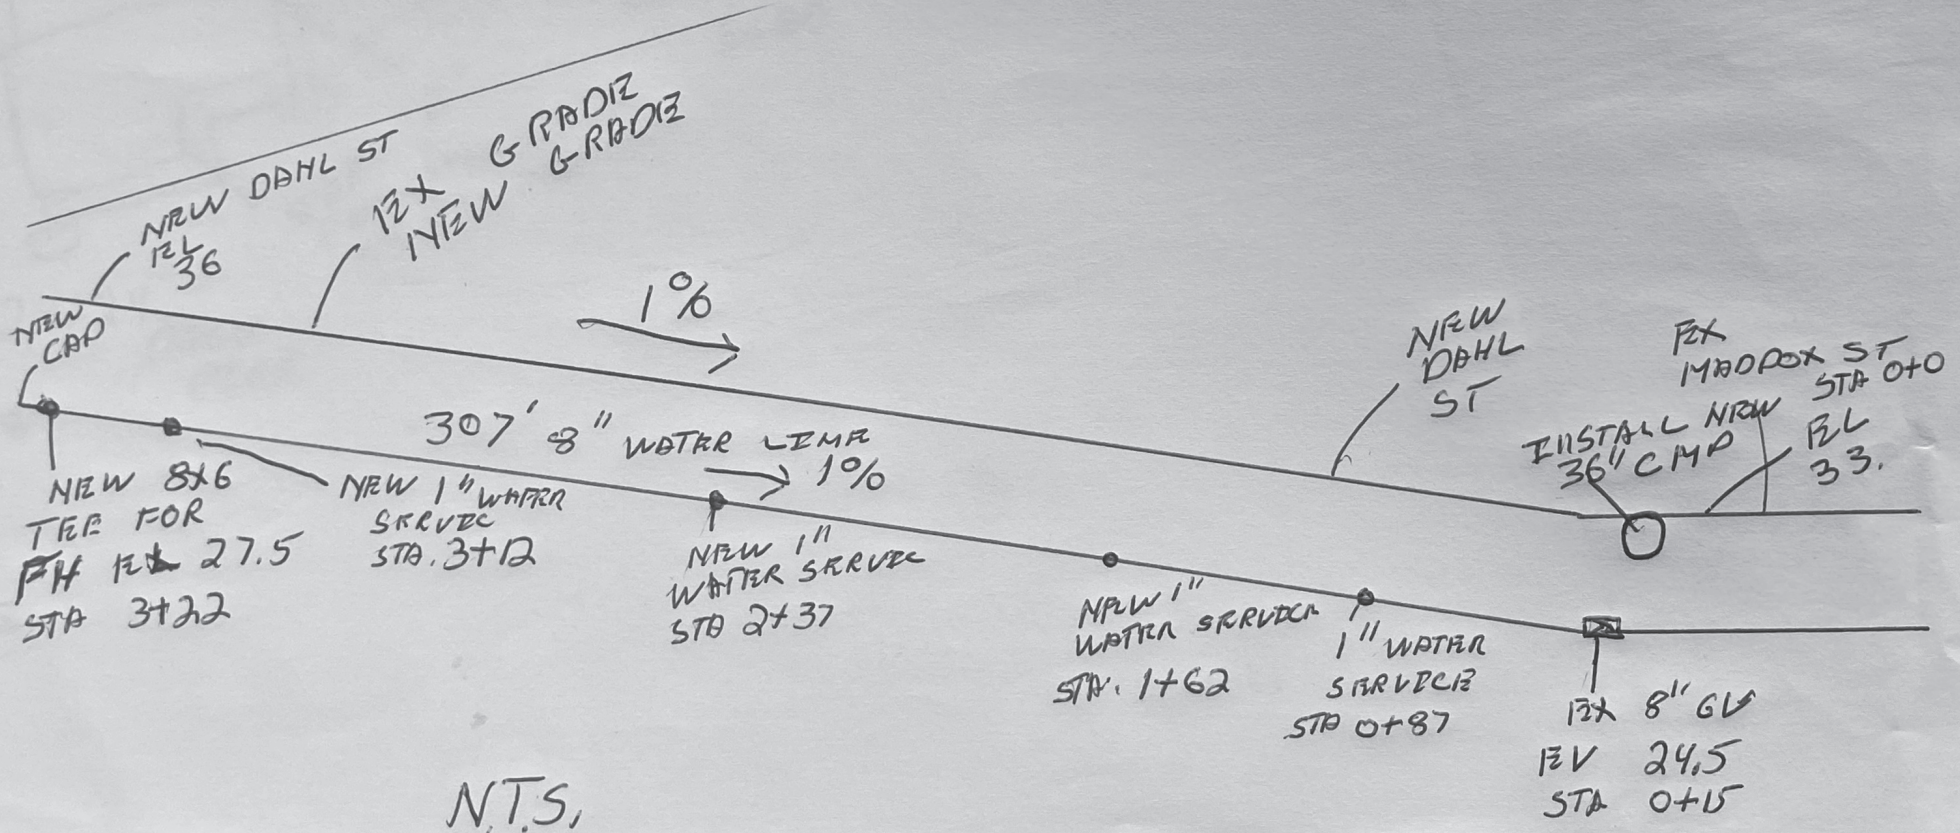 NEW DAHL ST
EL
36
EX GRADE
NEW GRADE
1%
NEW
CAP
307' 8" WATER LINE
1%
NEW 8X6
TEE FOR
FH EL 27.5
STA 3+22
NEW 1" WATER
SERVIC
STA. 3+12
NEW 1"
WATER SERVIC
STA 2+37
NEW 1"
WATER SERVICE
STA. 1+62
1" WATER
SERVICE
STA 0+87
NEW
DAHL
ST
EX
MADDOX ST
STA 0+0
EL
33.
INSTALL NEW
36" CMP
EX 8" GV
EV 24.5
STA 0+15
N.T.S.